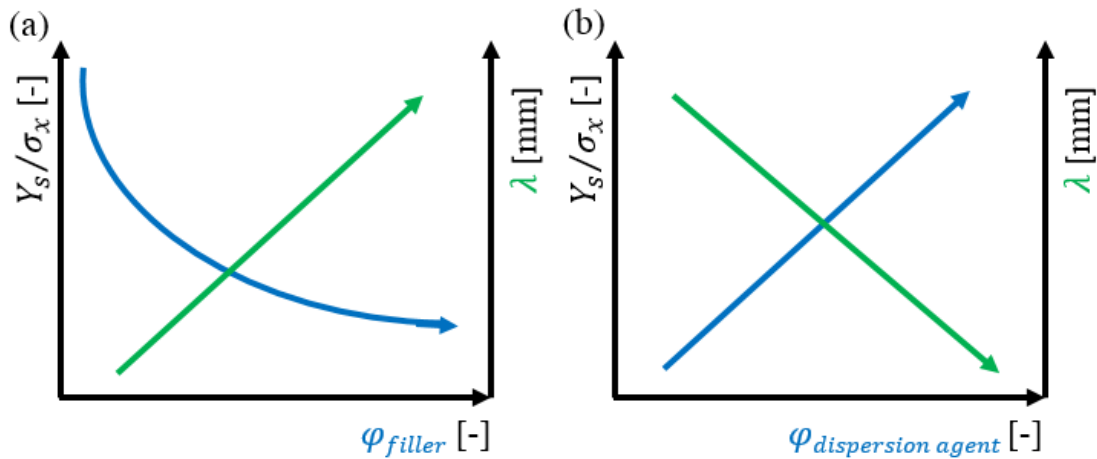 (a)
Y_s/σ_x [-]
λ [mm]
φ_filler [-]
(b)
Y_s/σ_x [-]
λ [mm]
φ_dispersion agent [-]